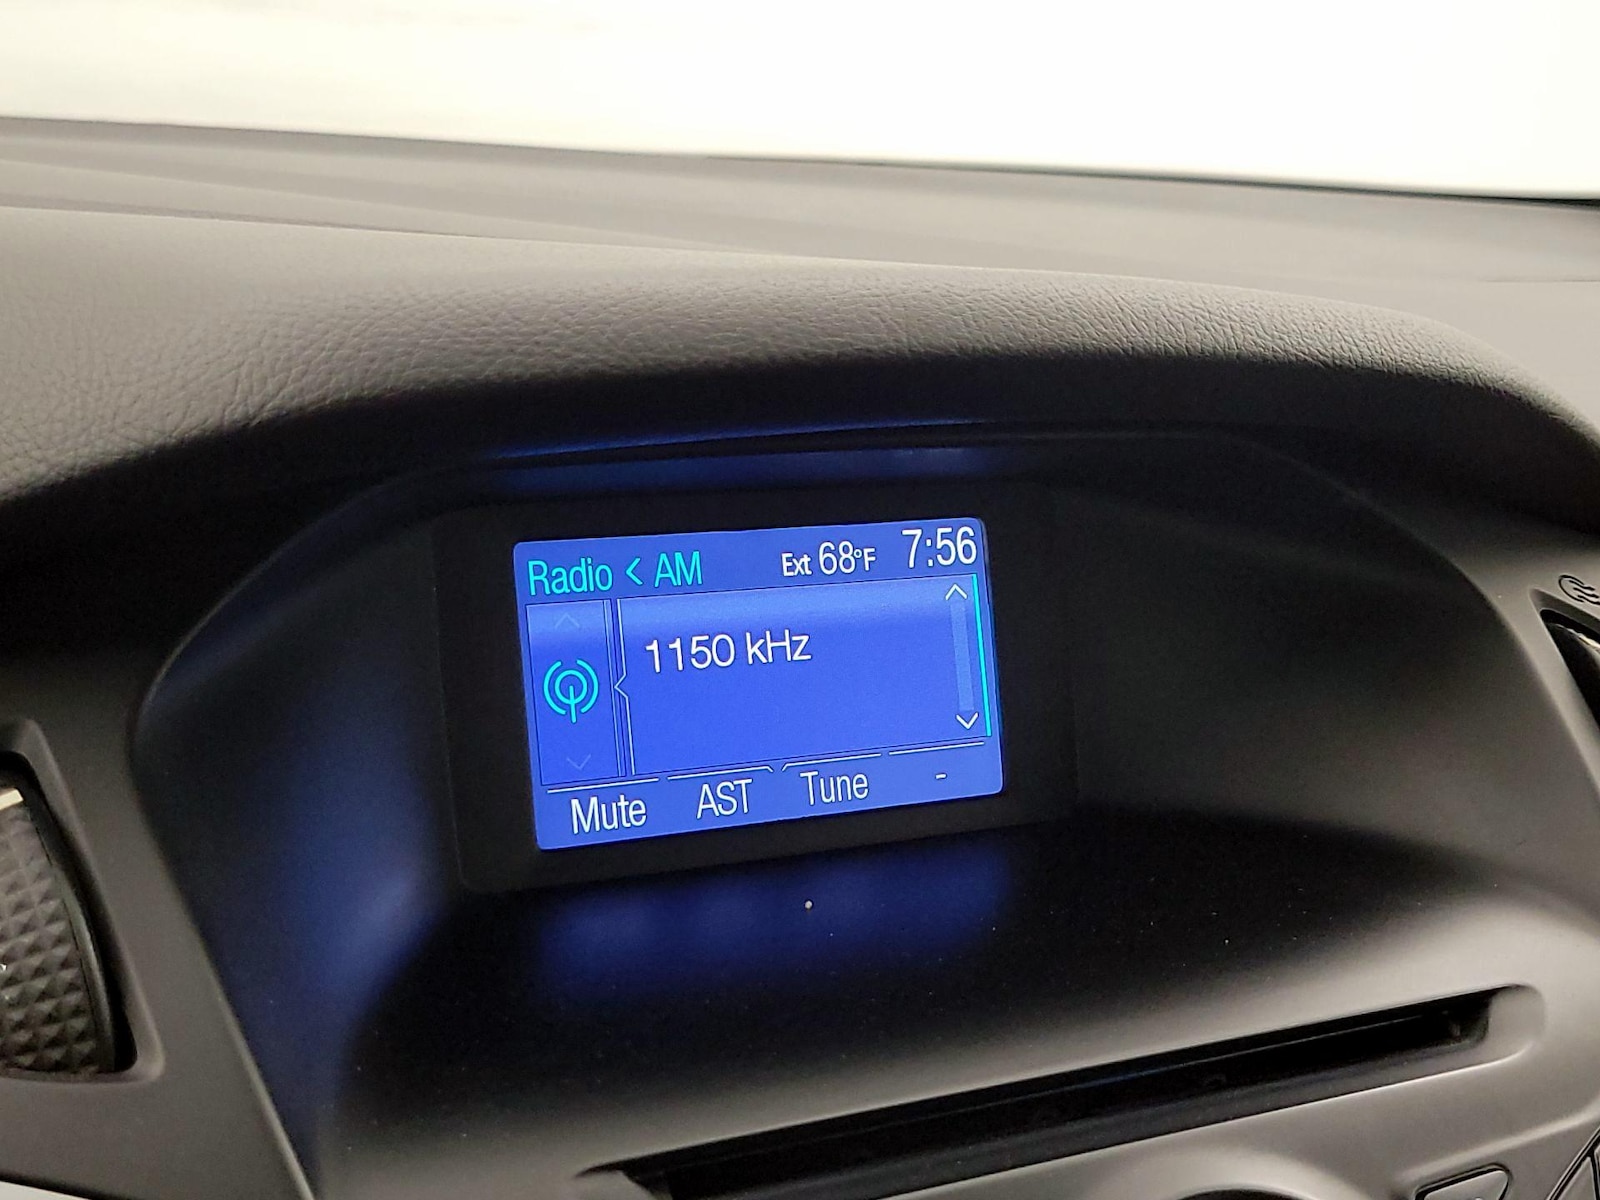 Radio < AM Ext 68°F 7:56
1150 kHz
Mute AST Tune -